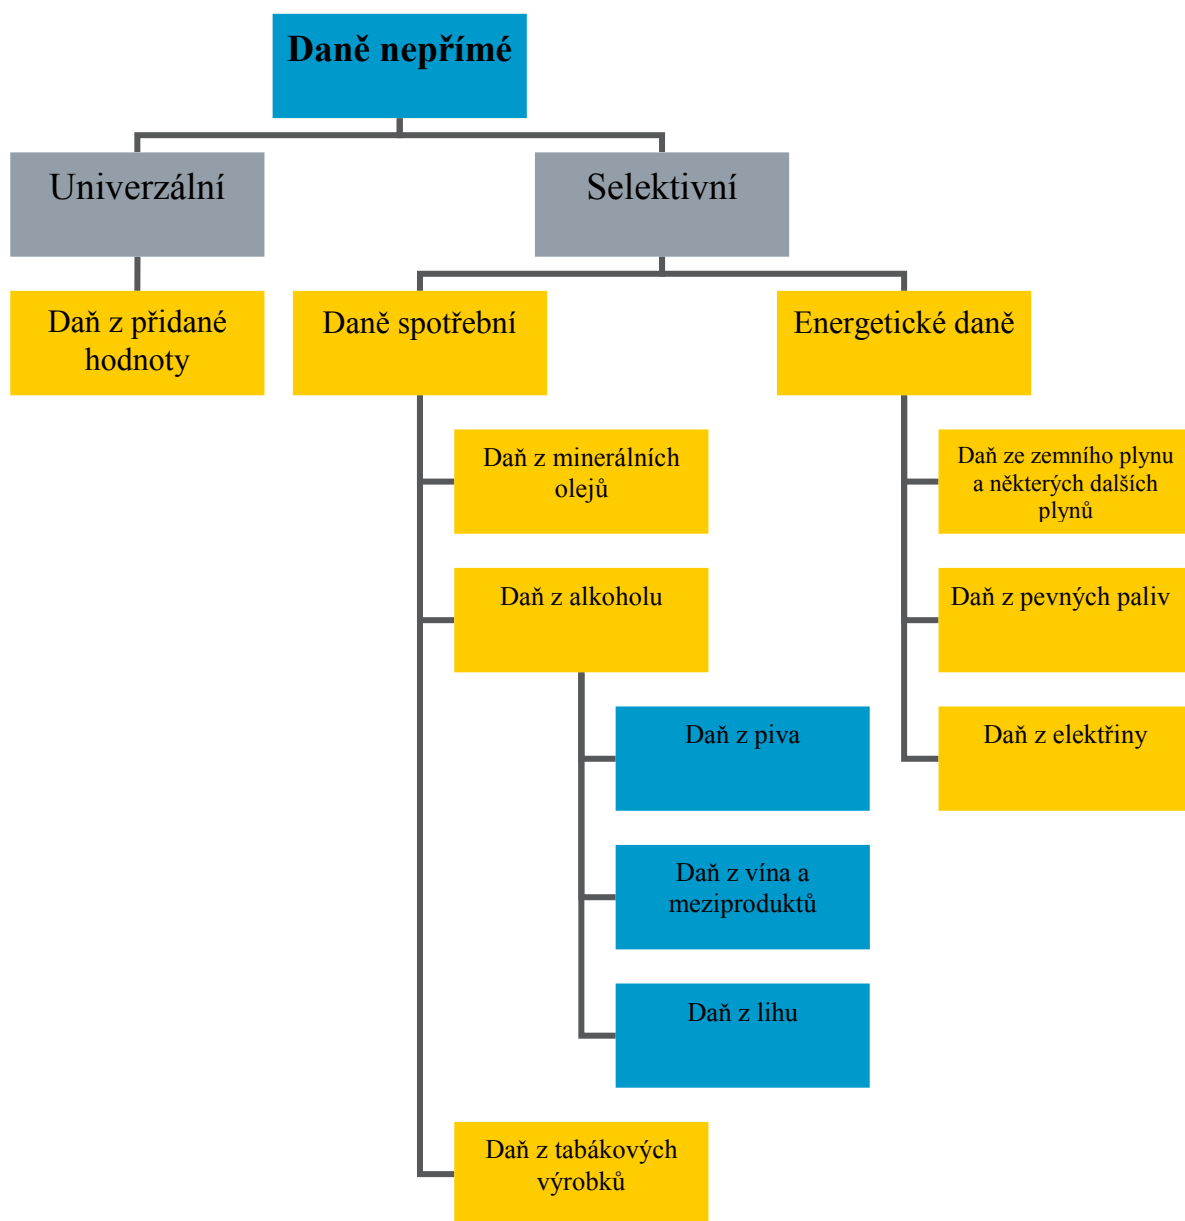 Daně nepřímé
Univerzální
Selektivní
Daň z přidané
hodnoty
Daně spotřební
Energetické daně
Daň z minerálních
olejů
Daň ze zemního plynu
a některých dalších
plynů
Daň z alkoholu
Daň z pevných paliv
Daň z piva
Daň z elektřiny
Daň z vína a
meziproduktů
Daň z lihu
Daň z tabákových
výrobků